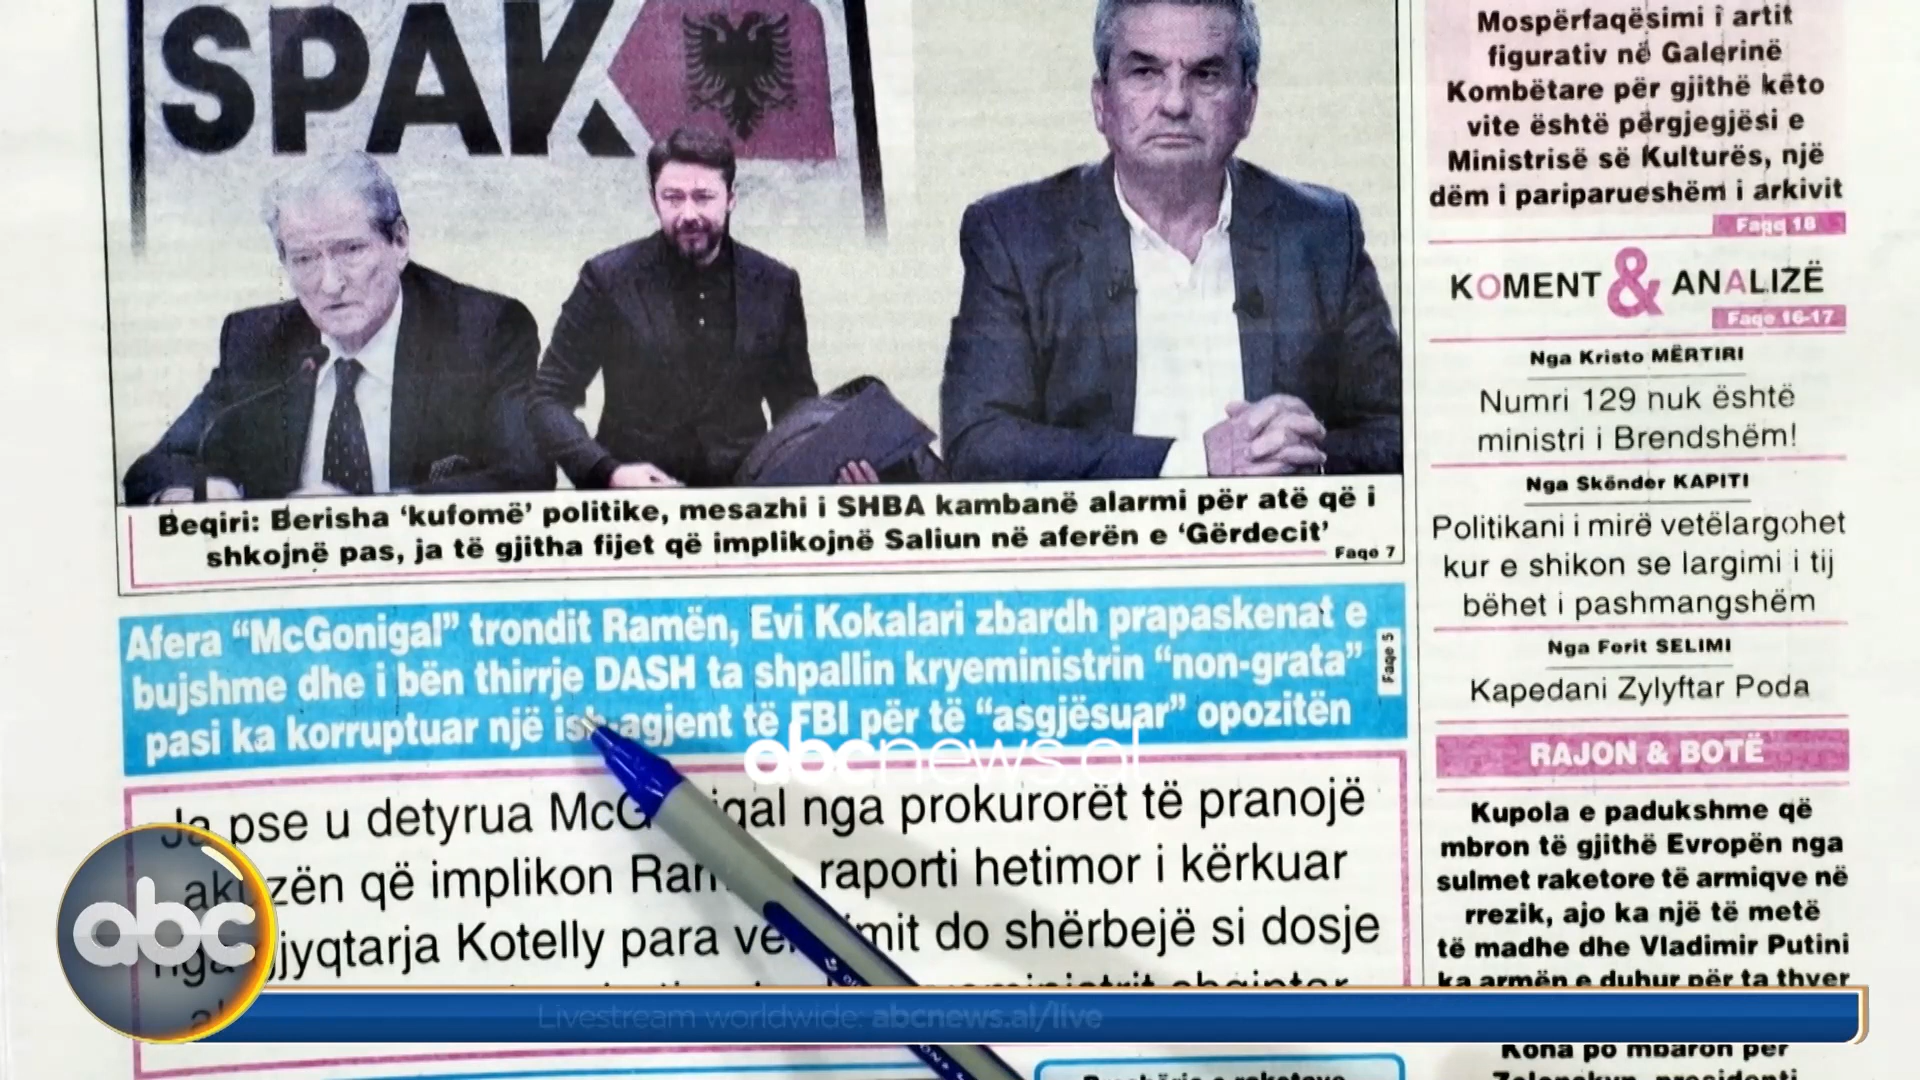 SPAK
Beqiri: Berisha ‘kufomë’ politike, mesazhi i SHBA kambanë alarmi për atë që i
shkojnë pas, ja të gjitha fijet që implikojnë Saliun në aferën e ‘Gërdecit’
Faqe 7
Afera “McGonigal” trondit Ramën, Evi Kokalari zbardh prapaskenat e
bujshme dhe i bën thirrje DASH ta shpallin kryeministrin “non-grata”
pasi ka korruptuar një ish-agjent të FBI për të “asgjësuar” opozitën
Faqe 5
Ja pse u detyrua nga prokurorët të pranojë
që implikon raporti hetimor i kërkuar
Kotelly para do shërbejë si dosje
Mospërfaqësimi i artit
figurativ në Galerinë
Kombëtare për gjithë këto
vite është përgjegjësi e
Ministrisë së Kulturës, një
dëm i pariparueshëm i arkivit
Faqe 18
KOMENT & ANALIZË
Faqe 16-17
Nga Kristo MËRTIRI
Numri 129 nuk është
ministri i Brendshëm!
Nga Skënder KAPITI
Politikani i mirë vetëlargohet
kur e shikon se largimi i tij
bëhet i pashmangshëm
Nga Ferit SELIMI
Kapedani Zylyftar Poda
RAJON & BOTË
Kupola e padukshme që
mbron të gjithë Evropën nga
sulmet raketore të armiqve në
rrezik, ajo ka një të metë
të madhe dhe Vladimir Putini
ka armën e duhur për ta thyer
Kona po mbaron për
abcnews.al
abc
Livestream worldwide: abcnews.al/live